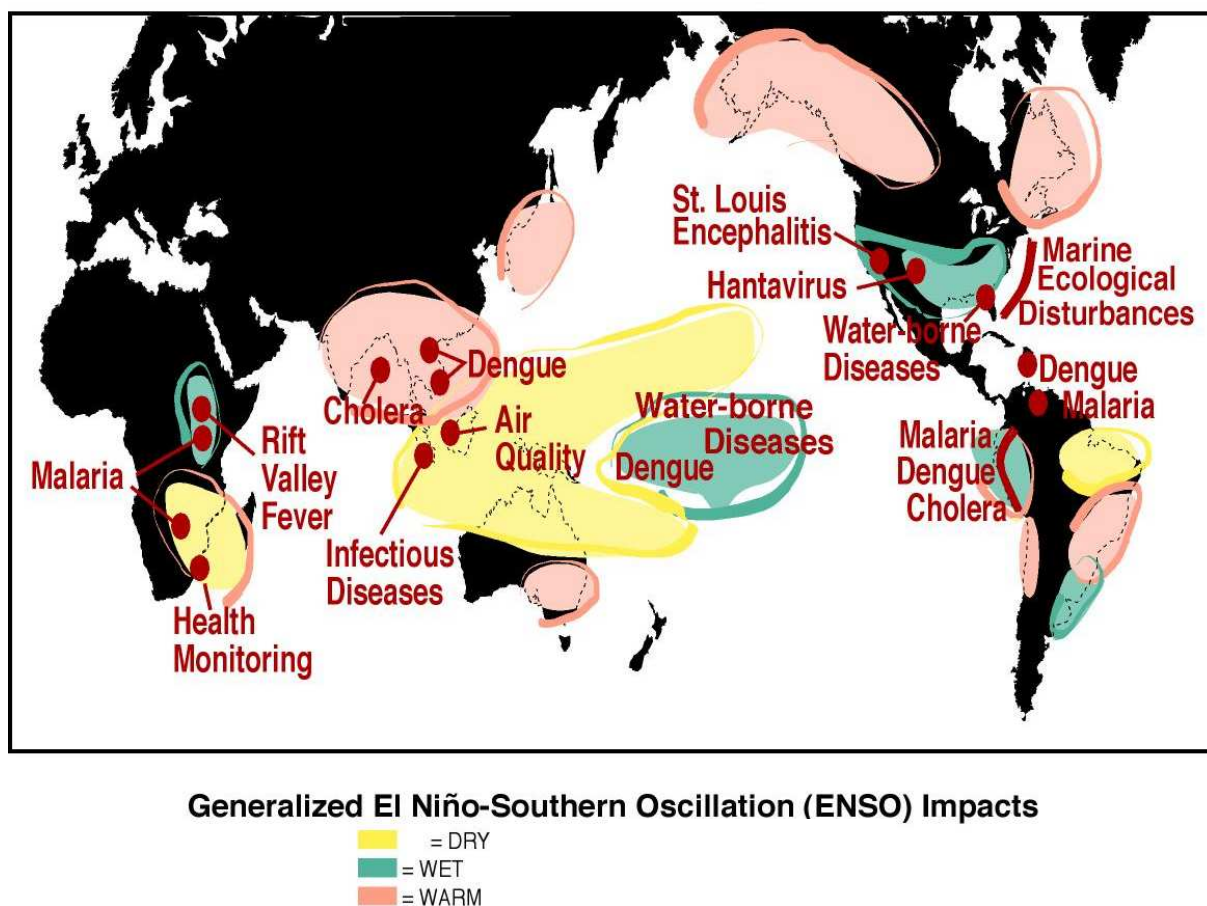 St. Louis
Encephalitis
Hantavirus
Marine
Ecological
Disturbances
Water-borne
Diseases
Dengue
Malaria
Dengue
Cholera
Air
Quality
Water-borne
Diseases
Dengue
Malaria
Dengue
Cholera
Malaria
Rift
Valley
Fever
Infectious
Diseases
Health
Monitoring
Generalized El Niño-Southern Oscillation (ENSO) Impacts
= DRY
= WET
= WARM